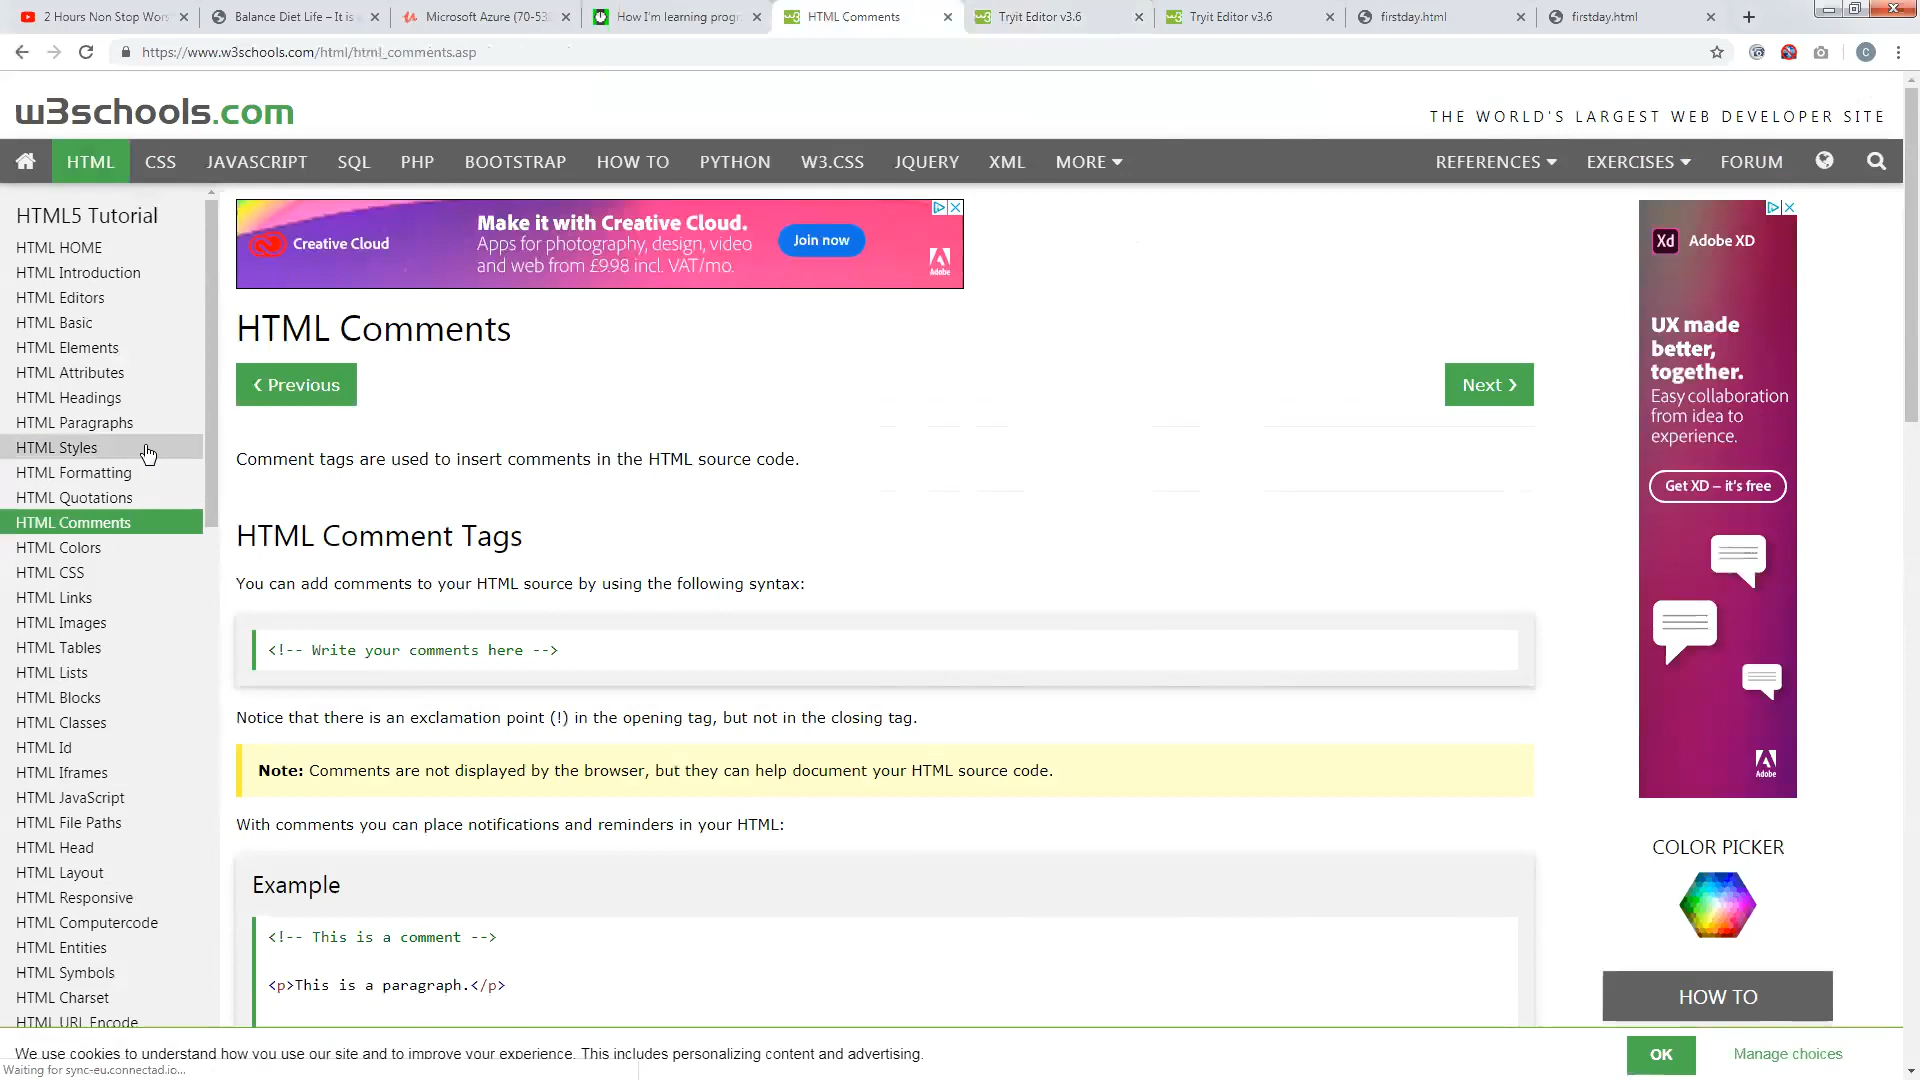 2 Hours Non Stop Wors
Balance Diet Life – It is
Microsoft Azure (70-53
How I'm learning progr
HTML Comments
Tryit Editor v3.6
Tryit Editor v3.6
firstday.html
firstday.html
https://www.w3schools.com/html/html_comments.asp
C
w3schools.com
THE WORLD'S LARGEST WEB DEVELOPER SITE
HTML CSS JAVASCRIPT SQL PHP BOOTSTRAP HOW TO PYTHON W3.CSS JQUERY XML MORE REFERENCES EXERCISES FORUM
HTML5 Tutorial
HTML HOME
HTML Introduction
HTML Editors
HTML Basic
HTML Elements
HTML Attributes
HTML Headings
HTML Paragraphs
HTML Styles
HTML Formatting
HTML Quotations
HTML Comments
HTML Colors
HTML CSS
HTML Links
HTML Images
HTML Tables
HTML Lists
HTML Blocks
HTML Classes
HTML Id
HTML Iframes
HTML JavaScript
HTML File Paths
HTML Head
HTML Layout
HTML Responsive
HTML Computercode
HTML Entities
HTML Symbols
HTML Charset
HTML URL Encode
Creative Cloud
Make it with Creative Cloud.
Apps for photography, design, video
and web from £9.98 incl. VAT/mo.
Join now
Adobe
HTML Comments
❮ Previous
Next ❯
Comment tags are used to insert comments in the HTML source code.
HTML Comment Tags
You can add comments to your HTML source by using the following syntax:
<!-- Write your comments here -->
Notice that there is an exclamation point (!) in the opening tag, but not in the closing tag.
Note: Comments are not displayed by the browser, but they can help document your HTML source code.
With comments you can place notifications and reminders in your HTML:
Example
<!-- This is a comment -->
<p>This is a paragraph.</p>
Xd Adobe XD
UX made
better,
together.
Easy collaboration
from idea to
experience.
Get XD – it's free
Adobe
COLOR PICKER
HOW TO
We use cookies to understand how you use our site and to improve your experience. This includes personalizing content and advertising.
OK
Manage choices
Waiting for sync-eu.connectad.io...